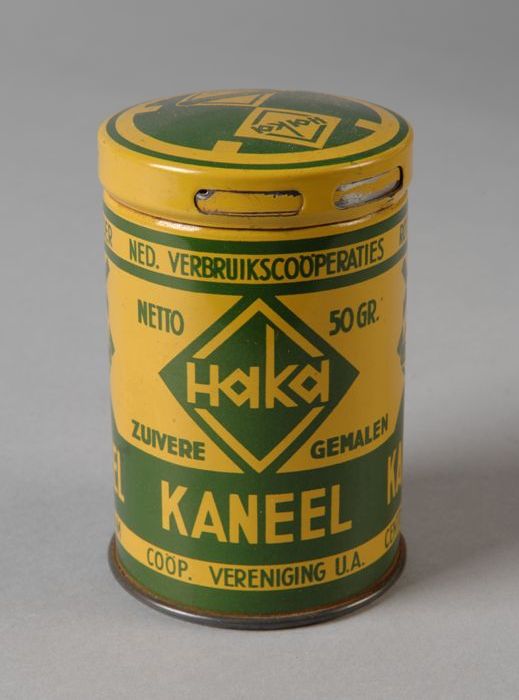 Haka
NED. VERBRUIKSCOÖPERATIES
NETTO 50 GR.
Haka
ZUIVERE GEMALEN
KANEEL
COÖP. VERENIGING U.A.